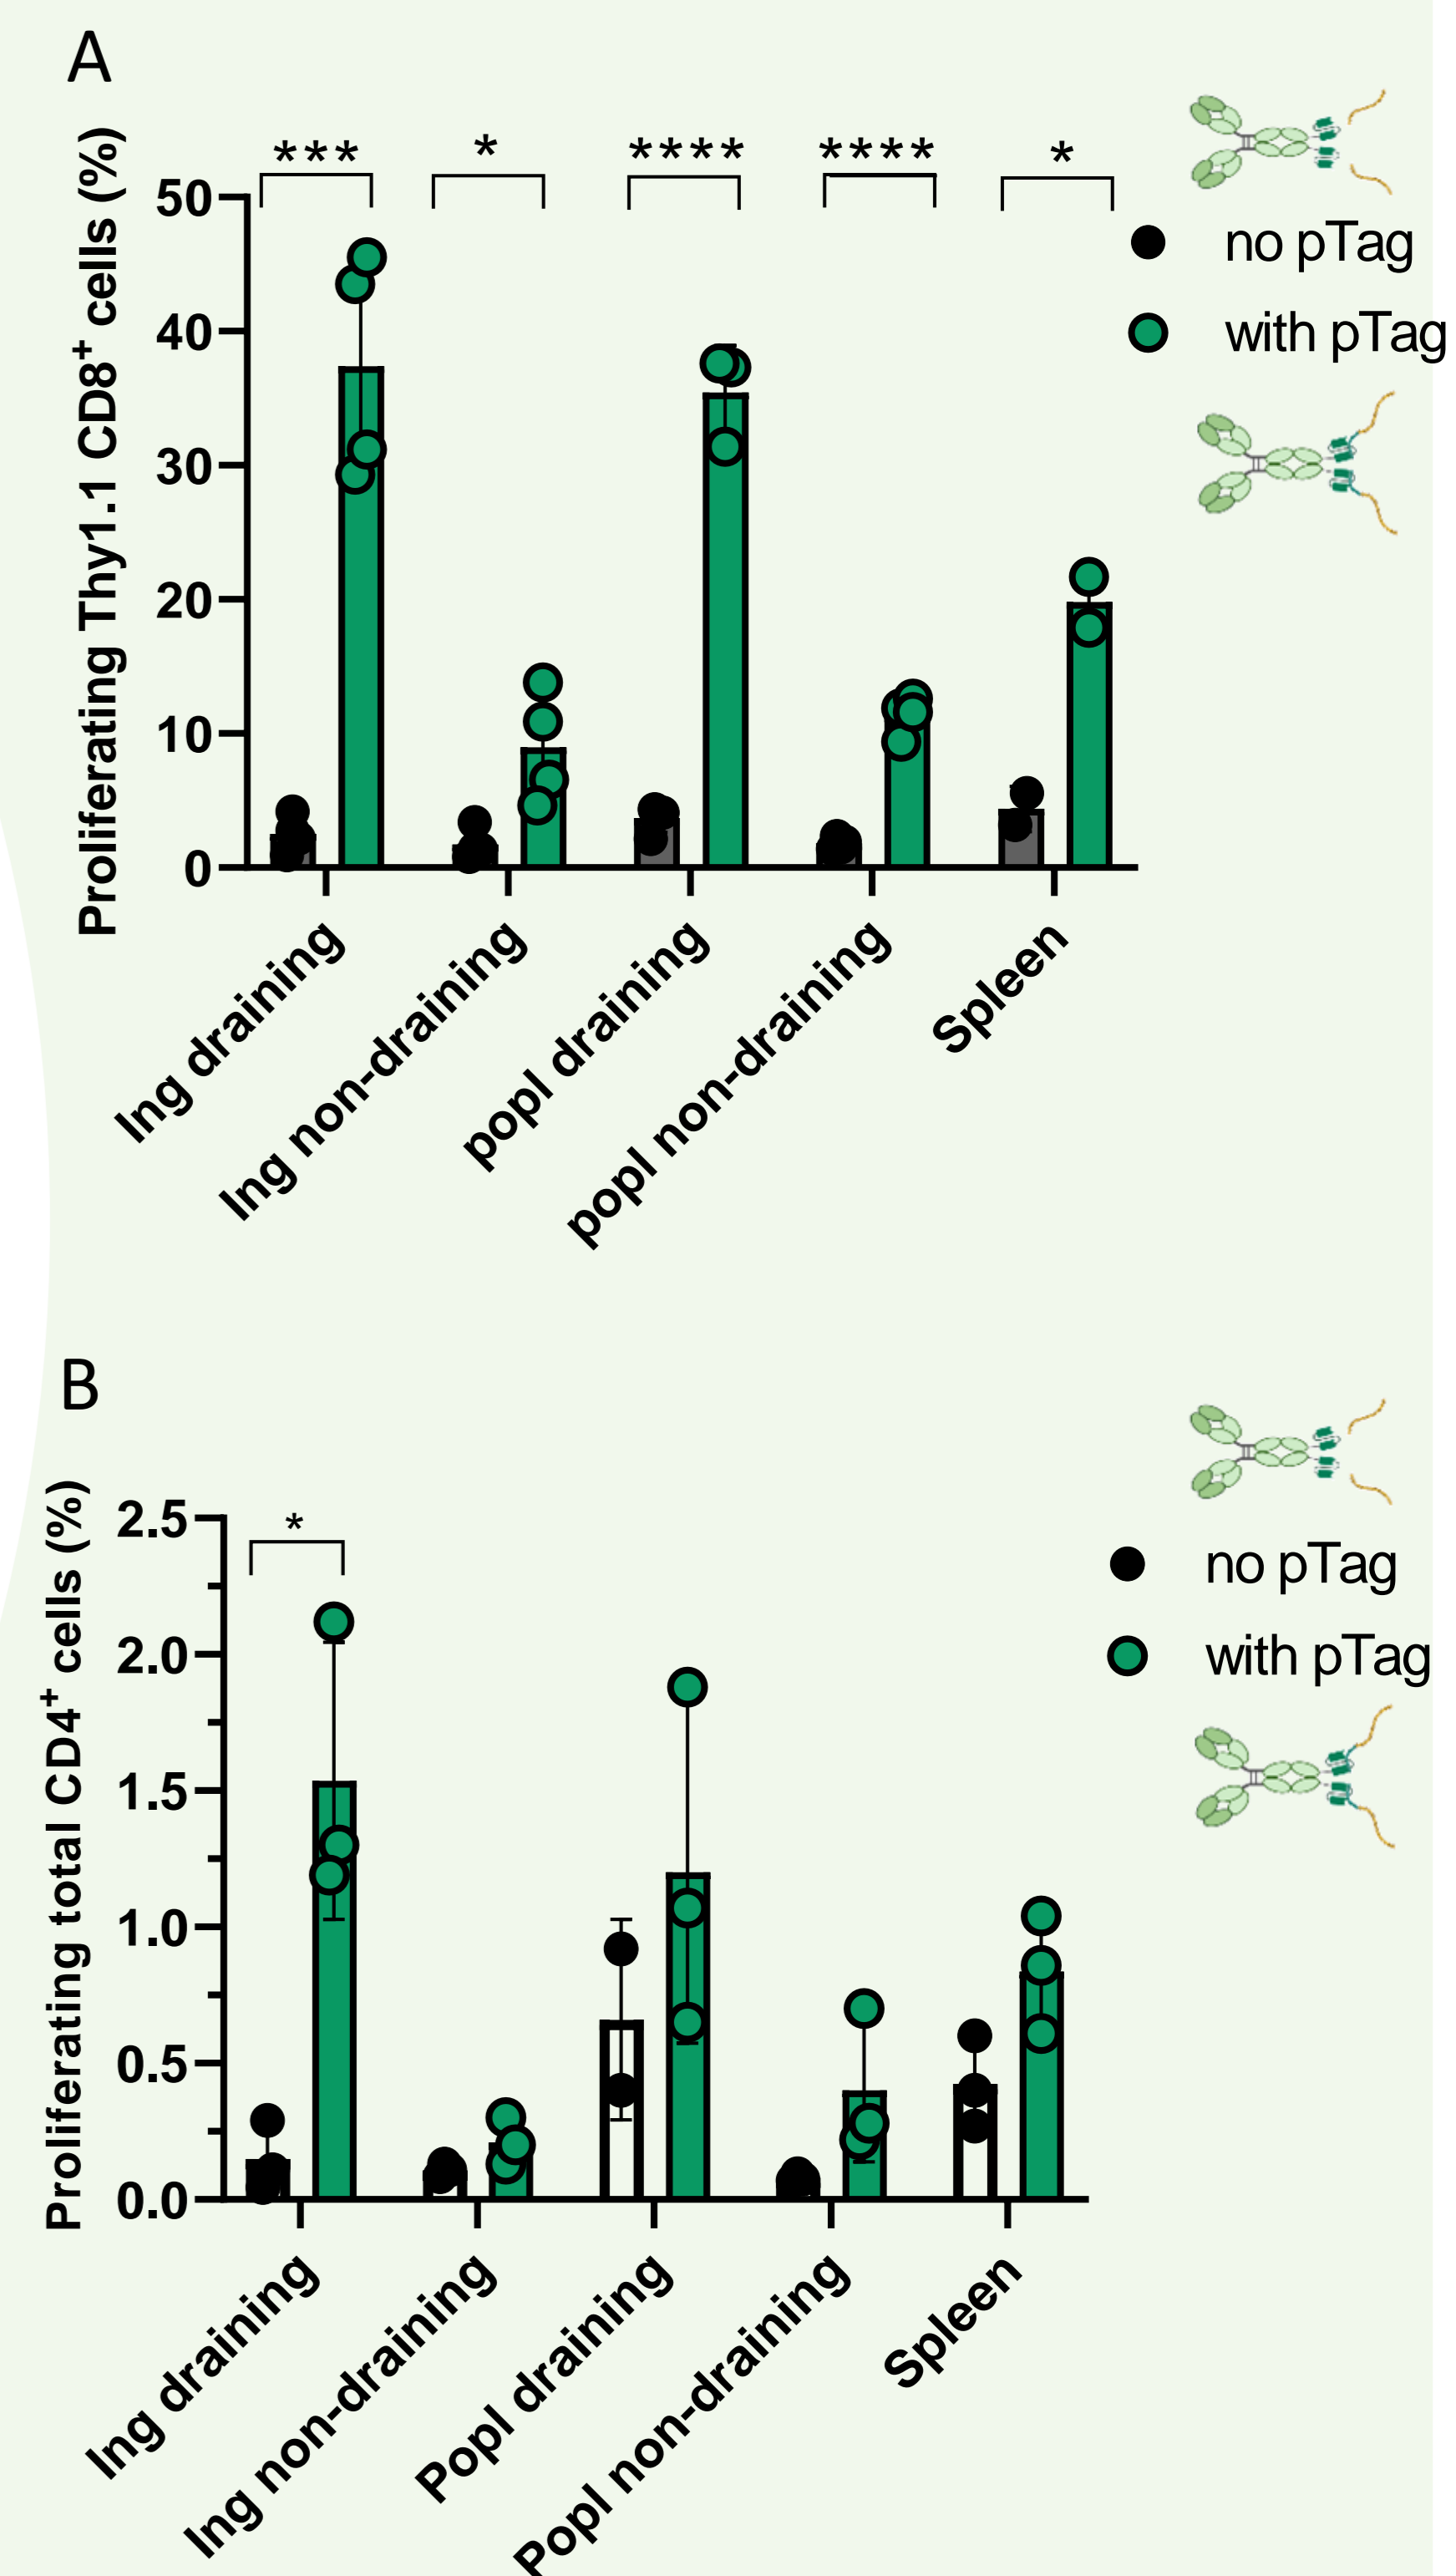 A
Proliferating Thy1.1 CD8+ cells (%)
*** * **** **** *
50
40
30
20
10
0
no pTag
with pTag
Ing draining
Ing non-draining
popl draining
popl non-draining
Spleen
B
Proliferating total CD4+ cells (%)
*
2.5
2.0
1.5
1.0
0.5
0.0
no pTag
with pTag
Ing draining
Ing non-draining
Popl draining
Popl non-draining
Spleen